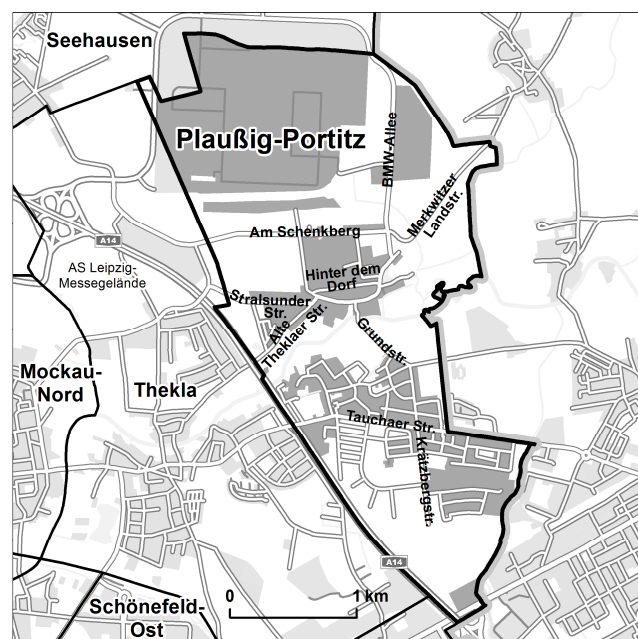 Seehausen
Plaußig-Portitz
BMW-Allee
Merkwitzer
Landstr.
Am Schenkberg
A14
AS Leipzig-
Messegelände
Hinter dem
Dorf
Stralsunder
Str.
Alte
Theklaer Str.
Grundstr.
Mockau-
Nord
Thekla
Tauchaer Str.
Krätzbergstr.
A14
0
1 km
Schönefeld-
Ost